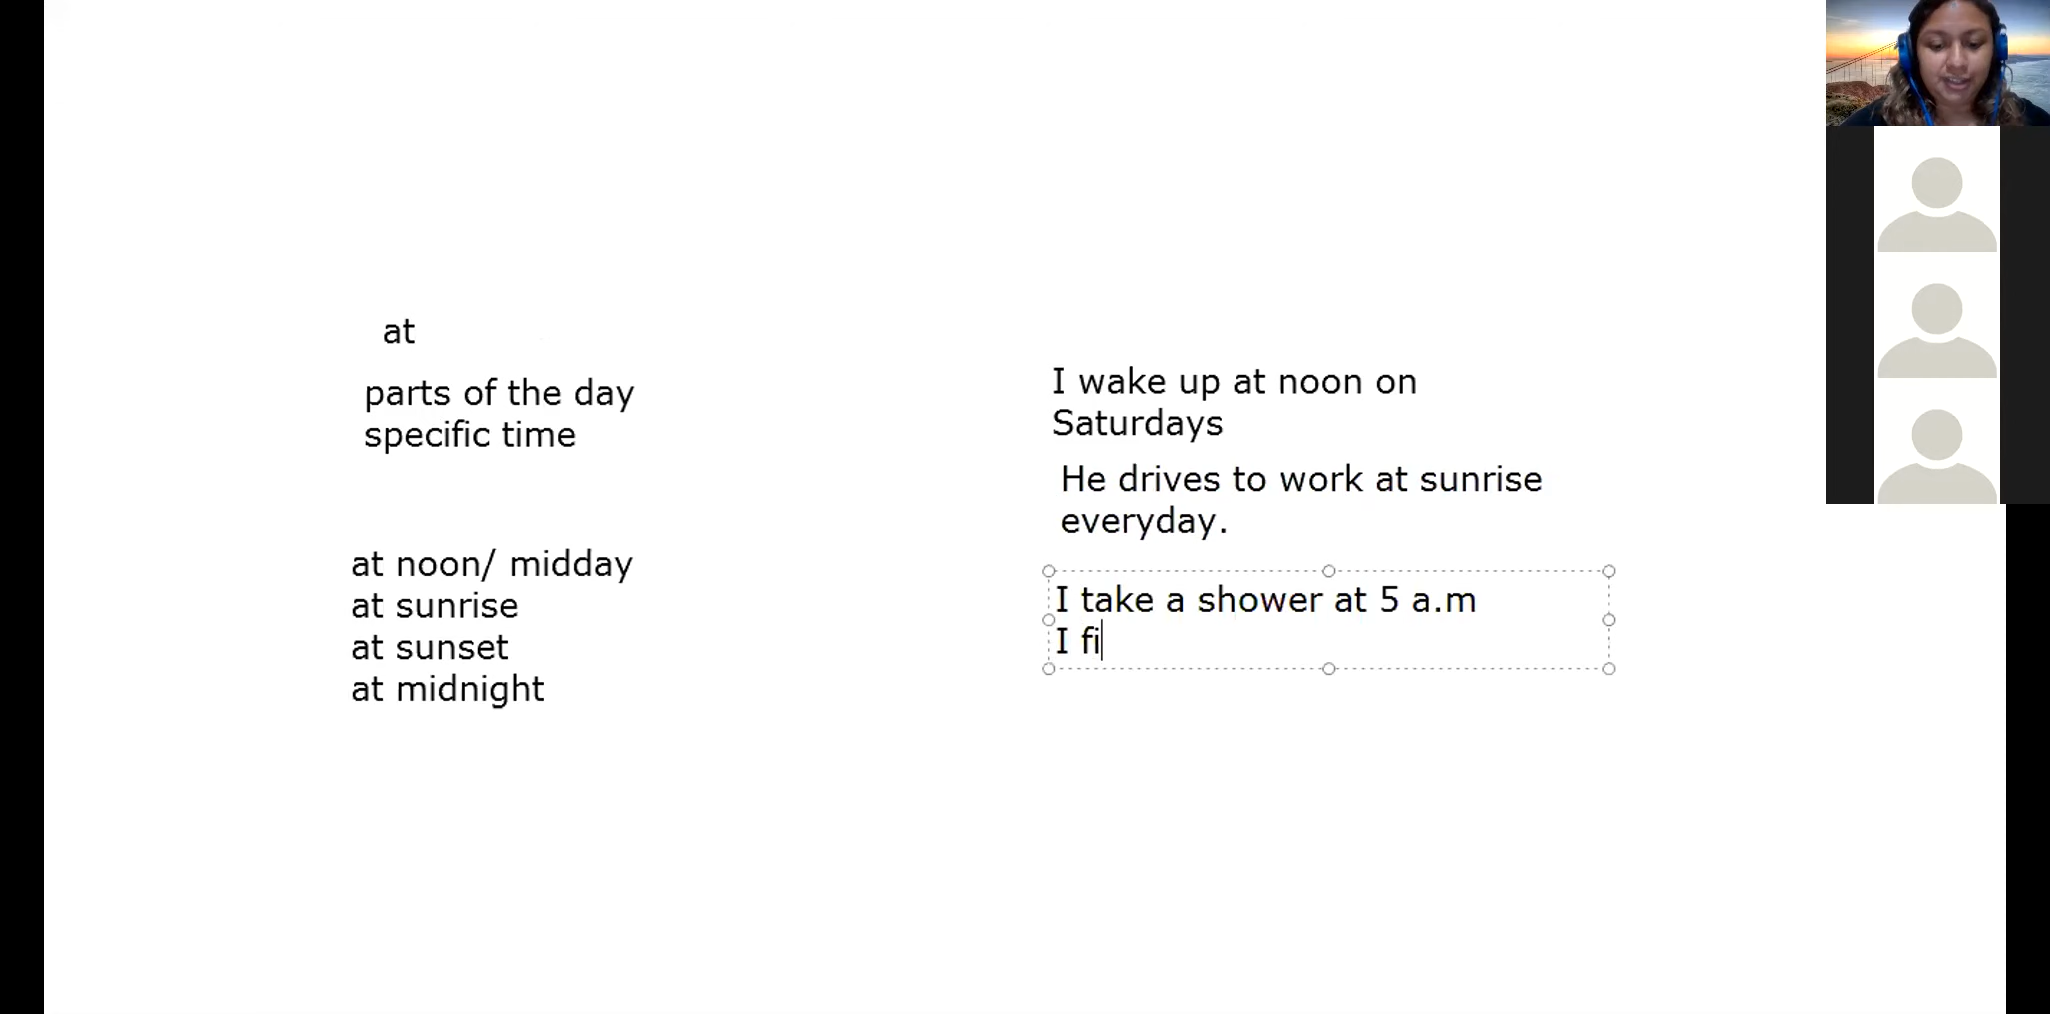 at
parts of the day
specific time
at noon/ midday
at sunrise
at sunset
at midnight
I wake up at noon on
Saturdays
He drives to work at sunrise
everyday.
I take a shower at 5 a.m
I fi